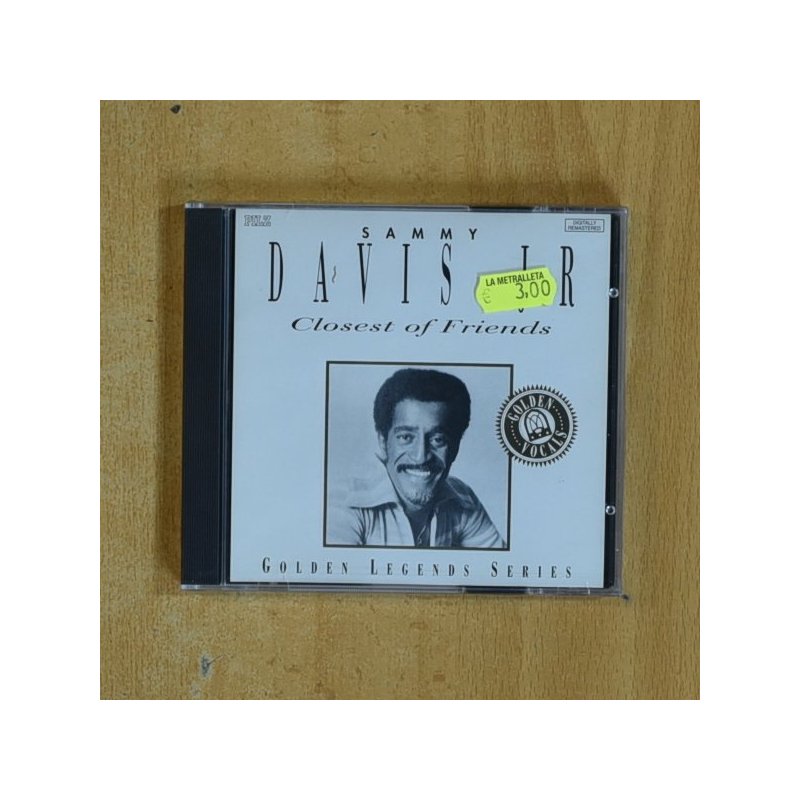 SAMMY
DIGITALLY
REMASTERED
DAVIS JR
LA METRALLETA
3,00
Closest of Friends
GOLDEN
VOCALS
GOLDEN LEGENDS SERIES